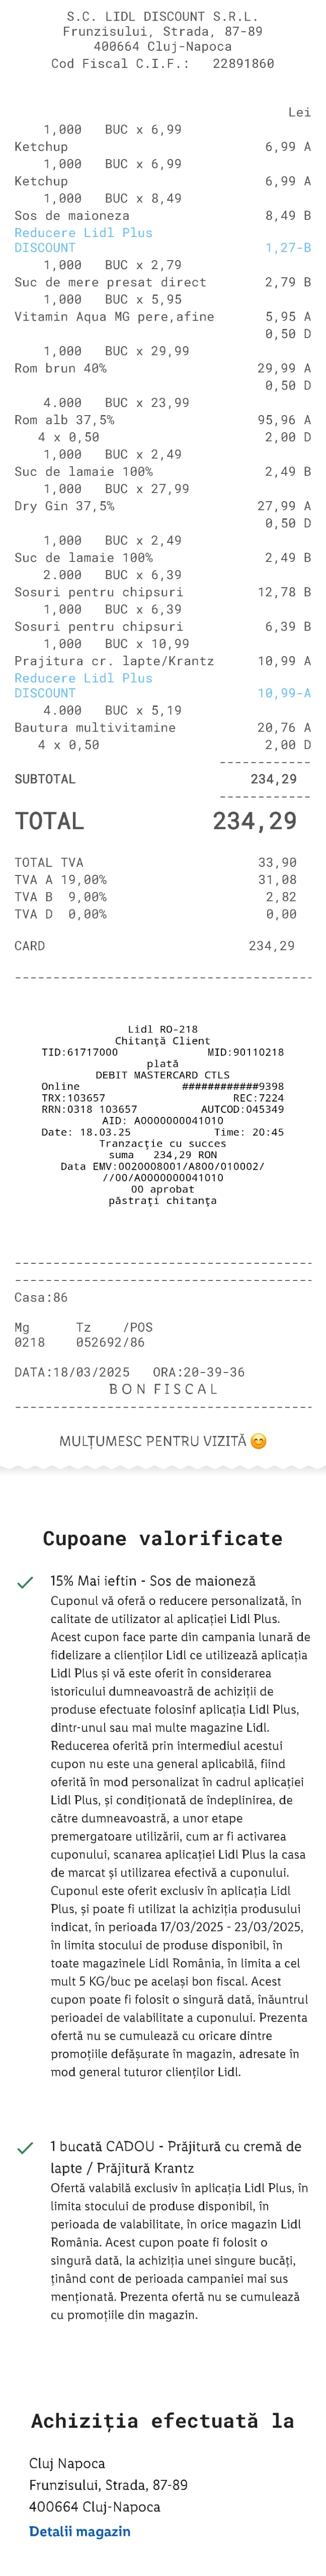 S.C. LIDL DISCOUNT S.R.L.
Frunzisului, Strada, 87-89
400664 Cluj-Napoca
Cod Fiscal C.I.F.: 22891860
Lei
1,000 BUC x 6,99
Ketchup 6,99 A
1,000 BUC x 6,99
Ketchup 6,99 A
1,000 BUC x 8,49
Sos de maioneza 8,49 B
Reducere Lidl Plus
DISCOUNT 1,27-B
1,000 BUC x 2,79
Suc de mere presat direct 2,79 B
1,000 BUC x 5,95
Vitamin Aqua MG pere,afine 5,95 A
0,50 D
1,000 BUC x 29,99
Rom brun 40% 29,99 A
0,50 D
4.000 BUC x 23,99
Rom alb 37,5% 95,96 A
4 x 0,50 2,00 D
1,000 BUC x 2,49
Suc de lamaie 100% 2,49 B
1,000 BUC x 27,99
Dry Gin 37,5% 27,99 A
0,50 D
1,000 BUC x 2,49
Suc de lamaie 100% 2,49 B
2.000 BUC x 6,39
Sosuri pentru chipsuri 12,78 B
1,000 BUC x 6,39
Sosuri pentru chipsuri 6,39 B
1,000 BUC x 10,99
Prajitura cr. lapte/Krantz 10,99 A
Reducere Lidl Plus
DISCOUNT 10,99-A
4.000 BUC x 5,19
Bautura multivitamine 20,76 A
4 x 0,50 2,00 D
SUBTOTAL 234,29
TOTAL 234,29
TOTAL TVA 33,90
TVA A 19,00% 31,08
TVA B 9,00% 2,82
TVA D 0,00% 0,00
CARD 234,29
Lidl RO-218
Chitanţă Client
TID:61717000 MID:90110218
plată
DEBIT MASTERCARD CTLS
Online ############9398
TRX:103657 REC:7224
RRN:0318 103657 AUTCOD:045349
AID: A0000000041010
Date: 18.03.25 Time: 20:45
Tranzacţie cu succes
suma 234,29 RON
Data EMV:0020008001/A800/010002/
//00/A0000000041010
00 aprobat
păstraţi chitanţa
Casa:86
Mg Tz /POS
0218 052692/86
DATA:18/03/2025 ORA:20-39-36
BON FISCAL
MULȚUMESC PENTRU VIZITĂ 😊
Cupoane valorificate
15% Mai ieftin - Sos de maioneză
Cuponul vă oferă o reducere personalizată, în
calitate de utilizator al aplicației Lidl Plus.
Acest cupon face parte din campania lunară de
fidelizare a clienților Lidl ce utilizează aplicația
Lidl Plus și vă este oferit în considerarea
istoricului dumneavoastră de achiziții de
produse efectuate folosinf aplicația Lidl Plus,
dintr-unul sau mai multe magazine Lidl.
Reducerea oferită prin intermediul acestui
cupon nu este una general aplicabilă, fiind
oferită în mod personalizat în cadrul aplicației
Lidl Plus, și condiționată de îndeplinirea, de
către dumneavoastră, a unor etape
premergatoare utilizării, cum ar fi activarea
cuponului, scanarea aplicației Lidl Plus la casa
de marcat și utilizarea efectivă a cuponului.
Cuponul este oferit exclusiv în aplicația Lidl
Plus, și poate fi utilizat la achiziția produsului
indicat, în perioada 17/03/2025 - 23/03/2025,
în limita stocului de produse disponibil, în
toate magazinele Lidl România, în limita a cel
mult 5 KG/buc pe același bon fiscal. Acest
cupon poate fi folosit o singură dată, înăuntrul
perioadei de valabilitate a cuponului. Prezenta
ofertă nu se cumulează cu oricare dintre
promoțiile defășurate în magazin, adresate în
mod general tuturor clienților Lidl.
1 bucată CADOU - Prăjitură cu cremă de
lapte / Prăjitură Krantz
Ofertă valabilă exclusiv în aplicația Lidl Plus, în
limita stocului de produse disponibil, în
perioada de valabilitate, în orice magazin Lidl
România. Acest cupon poate fi folosit o
singură dată, la achiziția unei singure bucăți,
ținând cont de perioada campaniei mai sus
menționată. Prezenta ofertă nu se cumulează
cu promoțiile din magazin.
Achiziția efectuată la
Cluj Napoca
Frunzisului, Strada, 87-89
400664 Cluj-Napoca
Detalii magazin